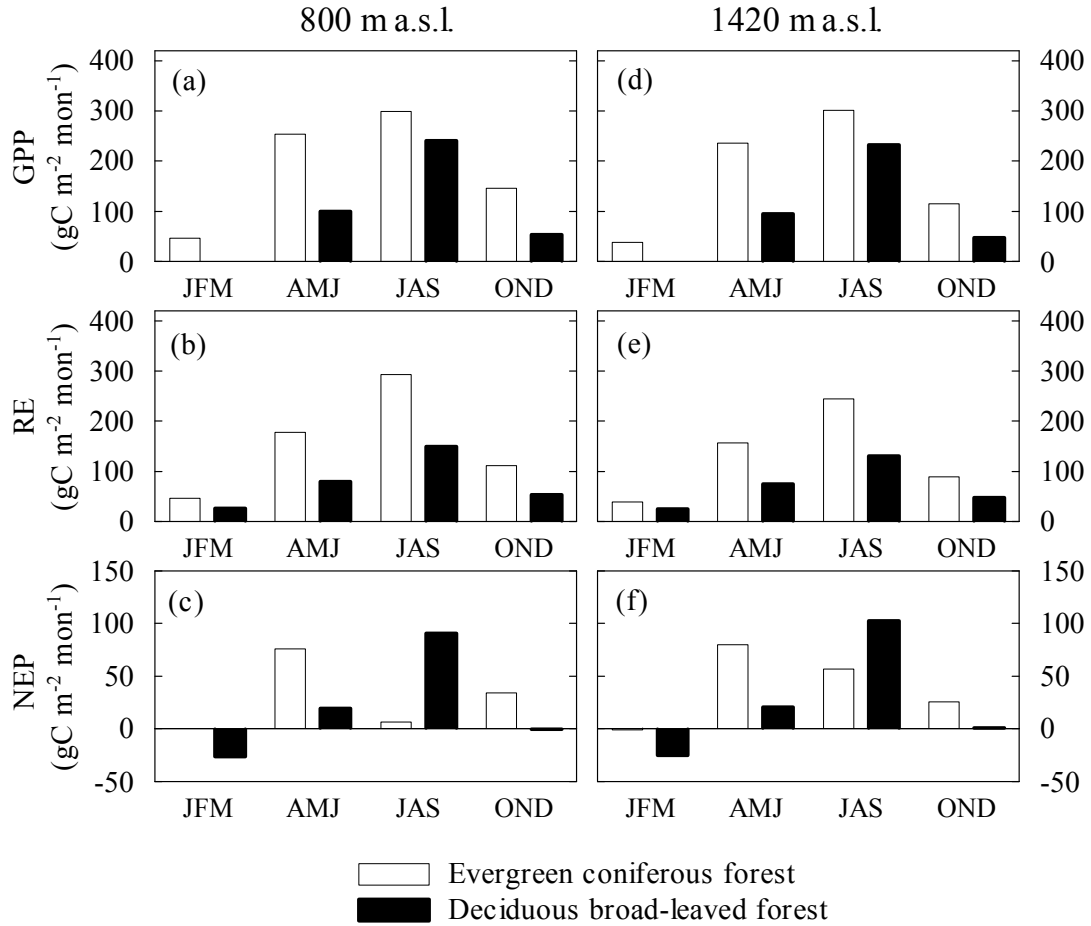 800 m a.s.l.
1420 m a.s.l.
GPP
(gC m⁻² mon⁻¹)
400
300
200
100
0
(a)
JFM AMJ JAS OND
(d)
JFM AMJ JAS OND
400
300
200
100
0
RE
(gC m⁻² mon⁻¹)
400
300
200
100
0
(b)
JFM AMJ JAS OND
(e)
JFM AMJ JAS OND
400
300
200
100
0
NEP
(gC m⁻² mon⁻¹)
150
100
50
0
-50
(c)
JFM AMJ JAS OND
(f)
JFM AMJ JAS OND
150
100
50
0
-50
Evergreen coniferous forest
Deciduous broad-leaved forest